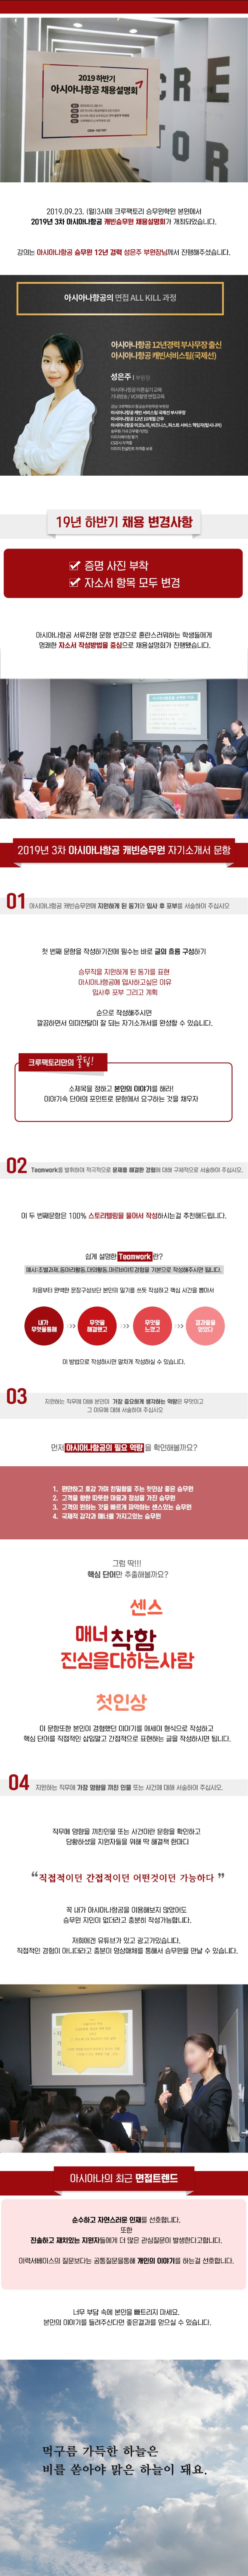 2019 하반기
아시아나항공 채용설명회
CRE
TOR
2019.09.23. (월)3시에 크루팩토리 승무원학원 본원에서
2019년 3차 아시아나항공 캐빈승무원 채용설명회가 개최되었습니다.
강의는 아시아나항공 승무원 12년 경력 성은주 부원장님께서 진행해주셨습니다.
아시아나항공의 면접 ALL KILL 과정
아시아나항공 12년경력 부사무장 출신
아시아나항공 캐빈서비스팀(국제선)
성은주 | 부원장
19년 하반기 채용 변경사항
증명 사진 부착
자소서 항목 모두 변경
아시아나항공 서류전형 문항 변경으로 혼란스러워하는 학생들에게
명쾌한 자소서 작성방법을 중심으로 채용설명회가 진행됐습니다.
2019년 3차 아시아나항공 캐빈승무원 자기소개서 문항
01 아시아나항공 캐빈승무원에 지원하게 된 동기와 입사 후 포부를 서술하여 주십시오
첫 번째 문항을 작성하기전에 필수는 바로 글의 흐름 구성하기
승무직을 지원하게 된 동기를 표현
아시아나항공에 입사하고싶은 이유
입사후 포부 그리고 계획
순으로 작성해주시면
깔끔하면서 의미전달이 잘 되는 자기소개서를 완성할 수 있습니다.
크루팩토리만의 꿀팁!
소제목을 정하고 본인의 이야기를 해라!
이야기속 단어의 포인트로 문항에서 요구하는 것을 채우자
02 Teamwork를 발휘하여 적극적으로 문제를 해결한 경험에 대해 구체적으로 서술하여 주십시오.
이 두 번째문항은 100% 스토리텔링을 풀어서 작성하시는걸 추천해드립니다.
쉽게 설명한 Teamwork란?
예시:조별과제,동아리활동,대외활동,아르바이트경험을 기본으로 작성해주시면 됩니다.
처음부터 완벽한 문장구성보단 본인의 일기를 쓰듯 작성하고 핵심 사건을 뽑아서
내가
무엇을통해
>>>
무엇을
해결했고
>>>
무엇을
느꼈고
>>>
결과물을
얻었다
이 방법으로 작성하시면 알차게 작성하실 수 있습니다.
03 지원하는 직무에 대해 본인이 가장 중요하게 생각하는 역량은 무엇이고
그 이유에 대해 서술하여 주십시오
먼저 아시아나항공의 필요 역량을 확인해볼까요?
1. 편안하고 호감 가며 친밀함을 주는 첫인상 좋은 승무원
2. 고객을 향한 따뜻한 마음과 정성을 가진 승무원
3. 고객의 원하는 것을 빠르게 파악하는 센스있는 승무원
4. 국제적 감각과 매너를 가지고있는 승무원
그럼 딱!!!
핵심 단어만 추출해볼까요?
센스
매너 착함
진심을다하는사람
첫인상
이 문항또한 본인이 경험했던 이야기를 에세이 형식으로 작성하고
핵심 단어를 직접적인 삽입말고 간접적으로 표현하는 글을 작성하시면 됩니다.
04 지원하는 직무에 가장 영향을 끼친 인물 또는 사건에 대해 서술하여 주십시오.
직무에 영향을 끼친인물 또는 사건이란 문항을 확인하고
당황하셨을 지원자들을 위해 딱 해결책 한마디
“직접적이던 간접적이던 어떤것이던 가능하다”
꼭 내가 아시아나항공을 이용해보지 않았어도
승무원 지인이 없더라고 충분히 작성가능합니다.
저희에겐 유튜브가 있고 광고가있습니다.
직접적인 경험이 아니더라고 충분이 영상매체를 통해서 승무원을 만날 수 있습니다.
아시아나의 최근 면접트렌드
순수하고 자연스러운 인재를 선호합니다.
또한
진솔하고 재치있는 지원자들에게 더 많은 관심질문이 발생한다고합니다.
이력서베이스의 질문보다는 공통질문을통해 개인의 이야기를 하는걸 선호합니다.
너무 부담 속에 본인을 빠트리지 마세요.
본인의 이야기를 들려주신다면 좋은결과를 얻으실 수 있습니다.
먹구름 가득한 하늘은
비를 쏟아야 맑은 하늘이 돼요.